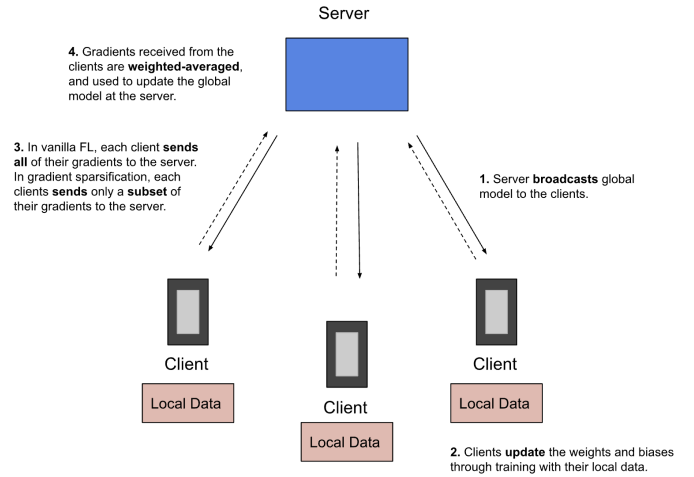 Server
4. Gradients received from the
clients are weighted-averaged,
and used to update the global
model at the server.
3. In vanilla FL, each client sends
all of their gradients to the server.
In gradient sparsification, each
clients sends only a subset of
their gradients to the server.
1. Server broadcasts global
model to the clients.
Client
Local Data
Client
Local Data
Client
Local Data
2. Clients update the weights and biases
through training with their local data.